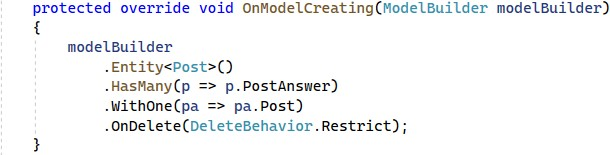 protected override void OnModelCreating(ModelBuilder modelBuilder)
{
modelBuilder
.Entity<Post>()
.HasMany(p => p.PostAnswer)
.WithOne(pa => pa.Post)
.OnDelete(DeleteBehavior.Restrict);
}